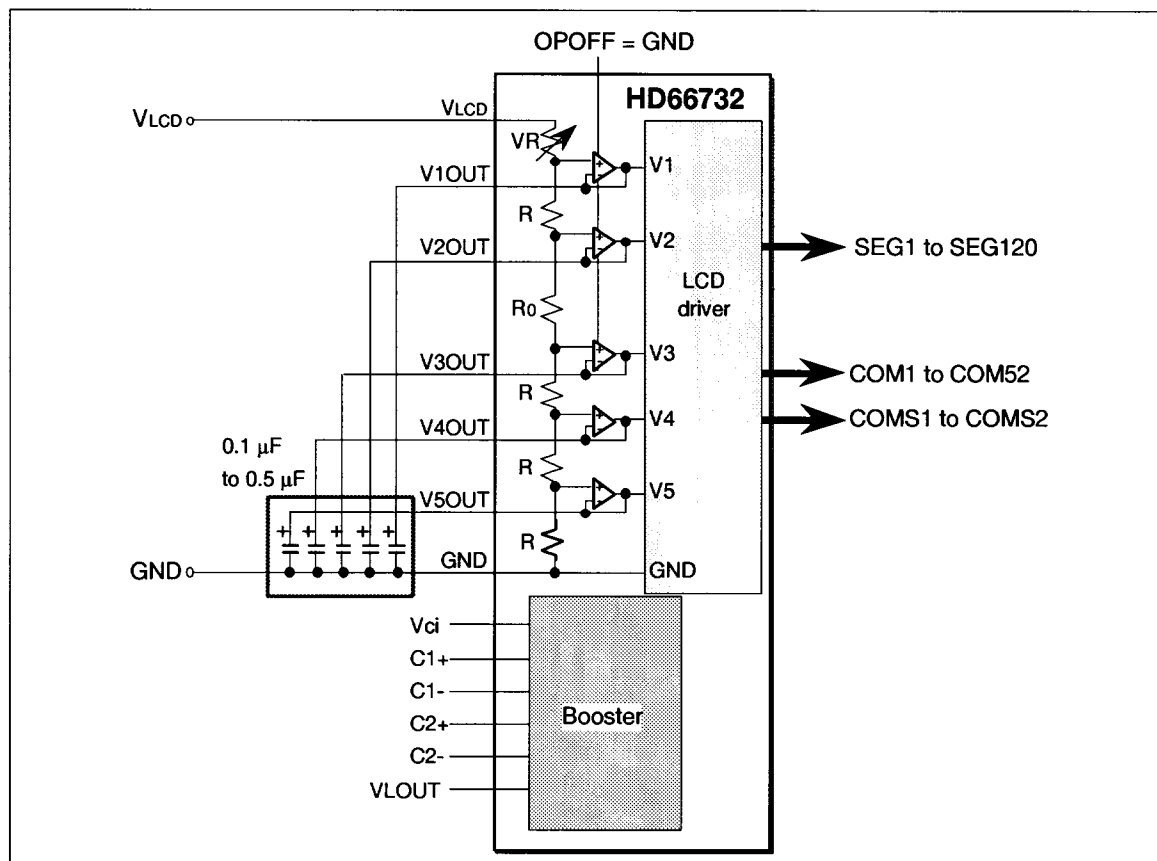 OPOFF = GND
HD66732
VLCD
VLCD
VR
V1OUT
V1
R
V2OUT
V2
SEG1 to SEG120
LCD
driver
R0
V3OUT
V3
COM1 to COM52
R
V4OUT
V4
COMS1 to COMS2
0.1 µF
to 0.5 µF
R
V5OUT
V5
+ + + + +
R
GND
GND
GND
Vci
C1+
C1-
C2+
C2-
VLOUT
Booster